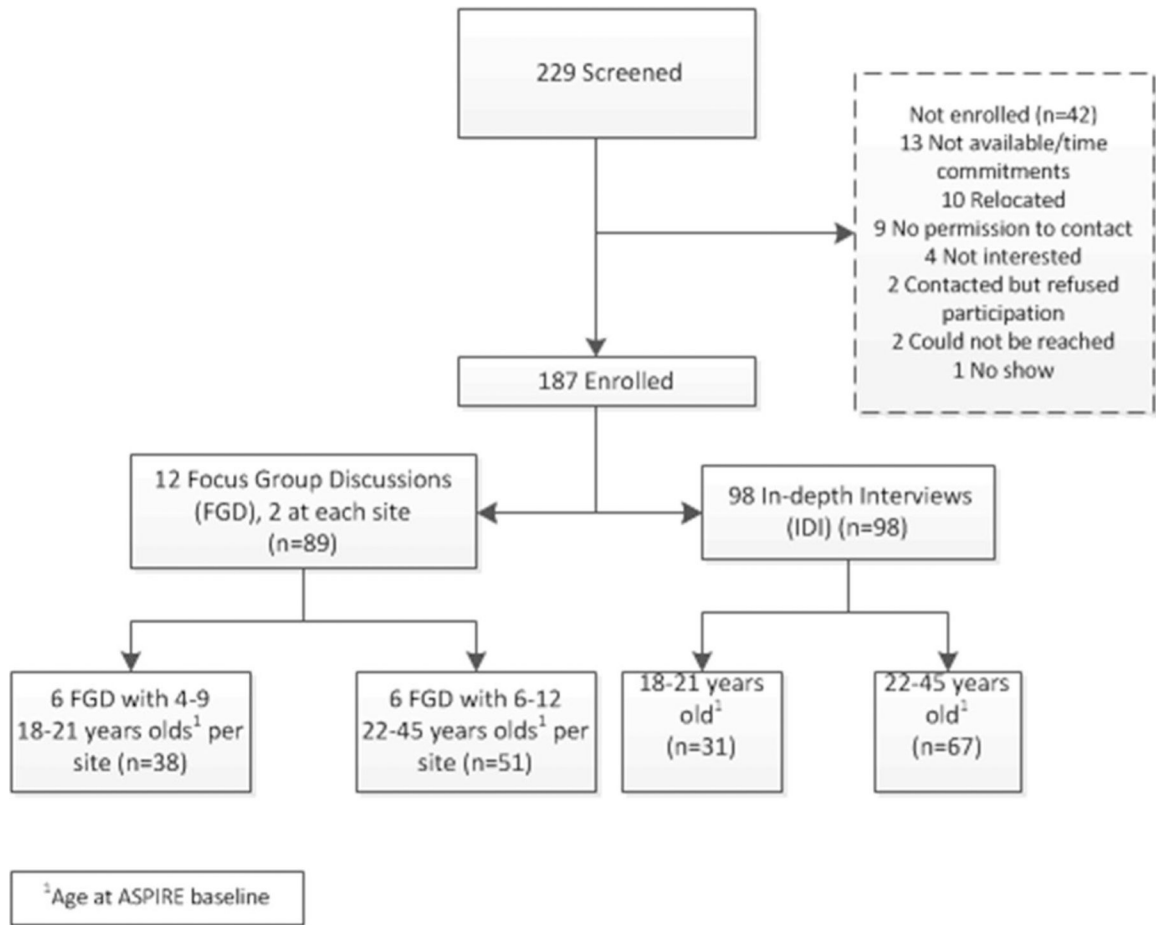 229 Screened
Not enrolled (n=42)
13 Not available/time
commitments
10 Relocated
9 No permission to contact
4 Not interested
2 Contacted but refused
participation
2 Could not be reached
1 No show
187 Enrolled
12 Focus Group Discussions
(FGD), 2 at each site
(n=89)
98 In-depth Interviews
(IDI) (n=98)
6 FGD with 4-9
18-21 years olds¹ per
site (n=38)
6 FGD with 6-12
22-45 years olds¹ per
site (n=51)
18-21 years
old¹
(n=31)
22-45 years
old¹
(n=67)
¹Age at ASPIRE baseline